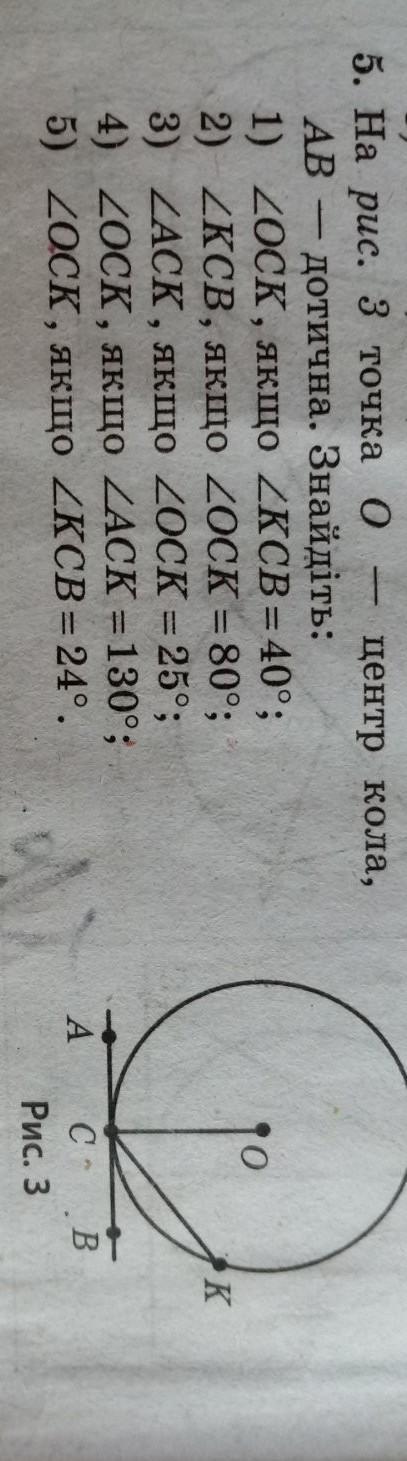 5. На рис. 3 точка O — центр кола,
AB — дотична. Знайдіть:
1) ∠OCK, якщо ∠KCB = 40°;
2) ∠KCB, якщо ∠OCK = 80°;
3) ∠ACK, якщо ∠OCK = 25°;
4) ∠OCK, якщо ∠ACK = 130°;
5) ∠OCK, якщо ∠KCB = 24°.
O
K
A C B
Рис. 3